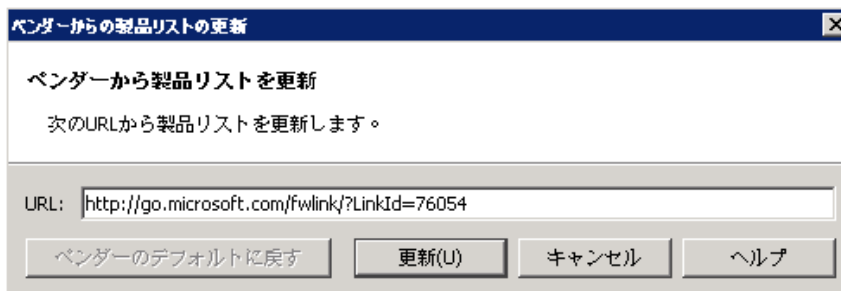 ベンダーからの製品リストの更新
ベンダーから製品リストを更新
次のURLから製品リストを更新します。
URL: http://go.microsoft.com/fwlink/?LinkId=76054
ベンダーのデフォルトに戻す 更新(U) キャンセル ヘルプ